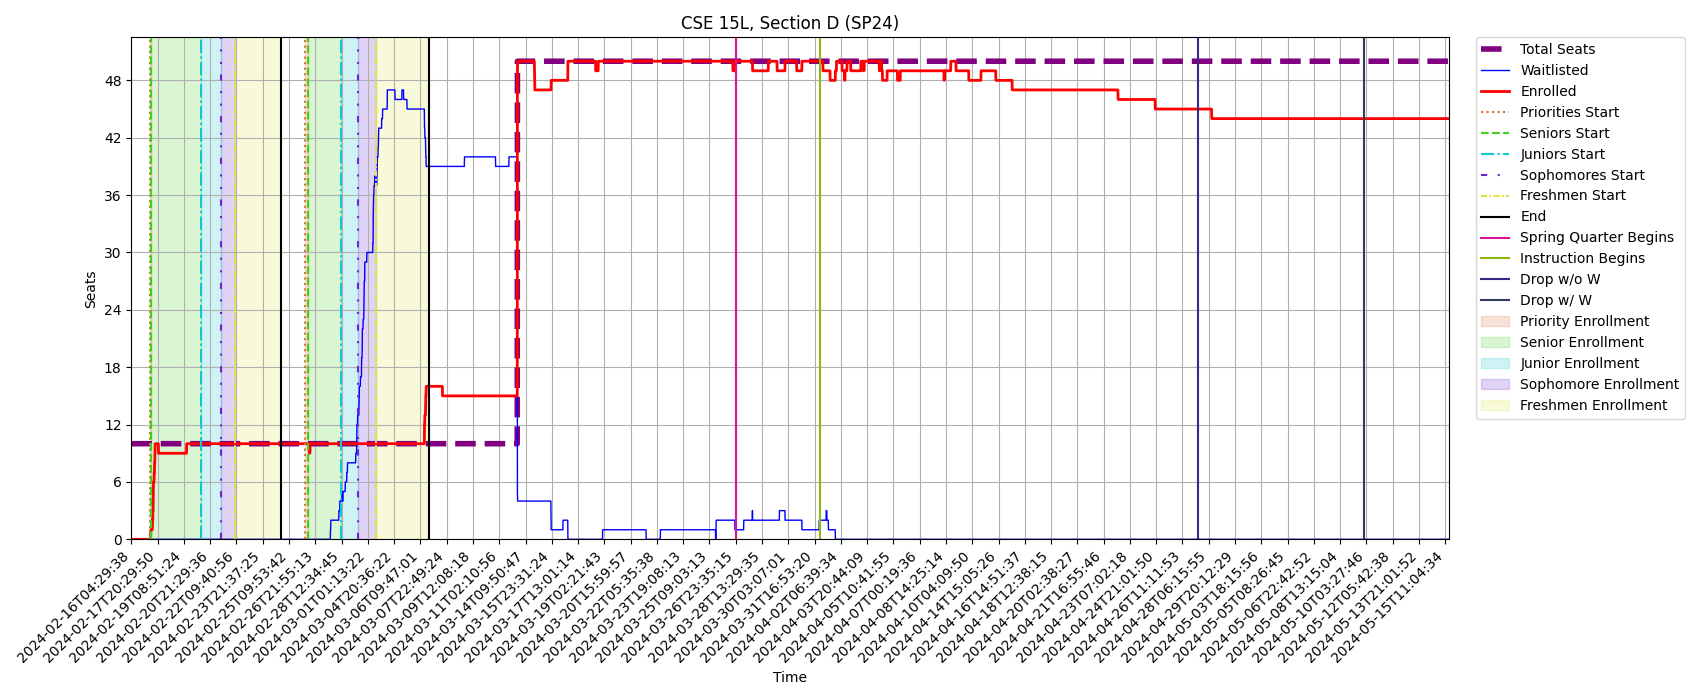 CSE 15L, Section D (SP24)
Seats
48
42
36
30
24
18
12
6
0
2024-02-16T04:29:38
2024-02-17T20:29:50
2024-02-19T08:51:24
2024-02-20T21:29:36
2024-02-22T09:40:56
2024-02-23T21:37:25
2024-02-25T09:53:42
2024-02-26T21:55:13
2024-02-28T12:34:45
2024-03-01T01:13:22
2024-03-04T20:36:22
2024-03-06T09:47:01
2024-03-07T22:49:24
2024-03-11T02:10:56
2024-03-14T09:50:47
2024-03-15T23:31:24
2024-03-17T13:01:14
2024-03-19T02:21:43
2024-03-20T15:59:57
2024-03-22T05:35:38
2024-03-23T19:08:13
2024-03-25T09:03:13
2024-03-26T23:35:15
2024-03-28T13:29:35
2024-03-30T03:07:01
2024-03-31T16:53:20
2024-04-02T06:39:34
2024-04-03T20:44:09
2024-04-05T10:41:55
2024-04-07T00:19:36
2024-04-08T14:25:14
2024-04-10T04:09:50
2024-04-14T15:05:26
2024-04-16T14:51:37
2024-04-18T12:38:15
2024-04-20T02:38:27
2024-04-21T16:55:46
2024-04-23T07:02:18
2024-04-24T21:01:50
2024-04-26T11:11:53
2024-04-28T06:15:55
2024-04-29T20:12:29
2024-05-03T18:15:56
2024-05-05T08:26:45
2024-05-06T22:42:52
2024-05-08T13:15:04
2024-05-10T03:27:46
2024-05-12T05:42:38
2024-05-13T21:01:52
2024-05-15T11:04:34
Time
Total Seats
Waitlisted
Enrolled
Priorities Start
Seniors Start
Juniors Start
Sophomores Start
Freshmen Start
End
Spring Quarter Begins
Instruction Begins
Drop w/o W
Drop w/ W
Priority Enrollment
Senior Enrollment
Junior Enrollment
Sophomore Enrollment
Freshmen Enrollment